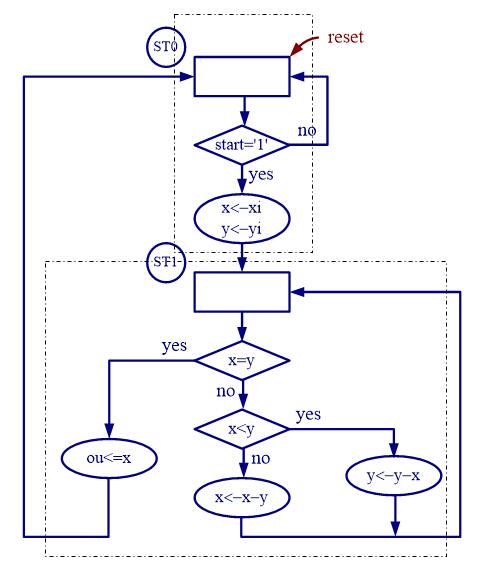 ST0
reset
start='1'
no
yes
x<-xi
y<-yi
ST1
x=y
yes
no
x<y
yes
no
ou<=x
x<-x-y
y<-y-x